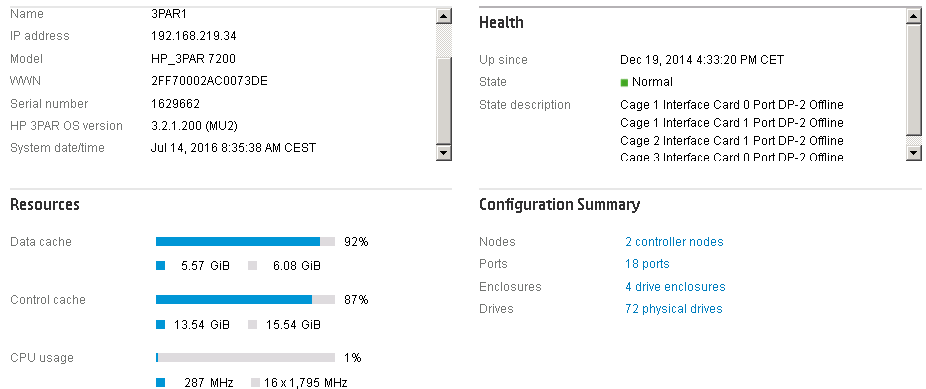 Name 3PAR1
IP address 192.168.219.34
Model HP_3PAR 7200
WWN 2FF70002AC0073DE
Serial number 1629662
HP 3PAR OS version 3.2.1.200 (MU2)
System date/time Jul 14, 2016 8:35:38 AM CEST
Health
Up since Dec 19, 2014 4:33:20 PM CET
State Normal
State description Cage 1 Interface Card 0 Port DP-2 Offline
Cage 1 Interface Card 1 Port DP-2 Offline
Cage 2 Interface Card 1 Port DP-2 Offline
Cage 3 Interface Card 0 Port DP-2 Offline
Resources
Data cache 92%
5.57 GiB 6.08 GiB
Control cache 87%
13.54 GiB 15.54 GiB
CPU usage 1%
287 MHz 16 x 1,795 MHz
Configuration Summary
Nodes 2 controller nodes
Ports 18 ports
Enclosures 4 drive enclosures
Drives 72 physical drives